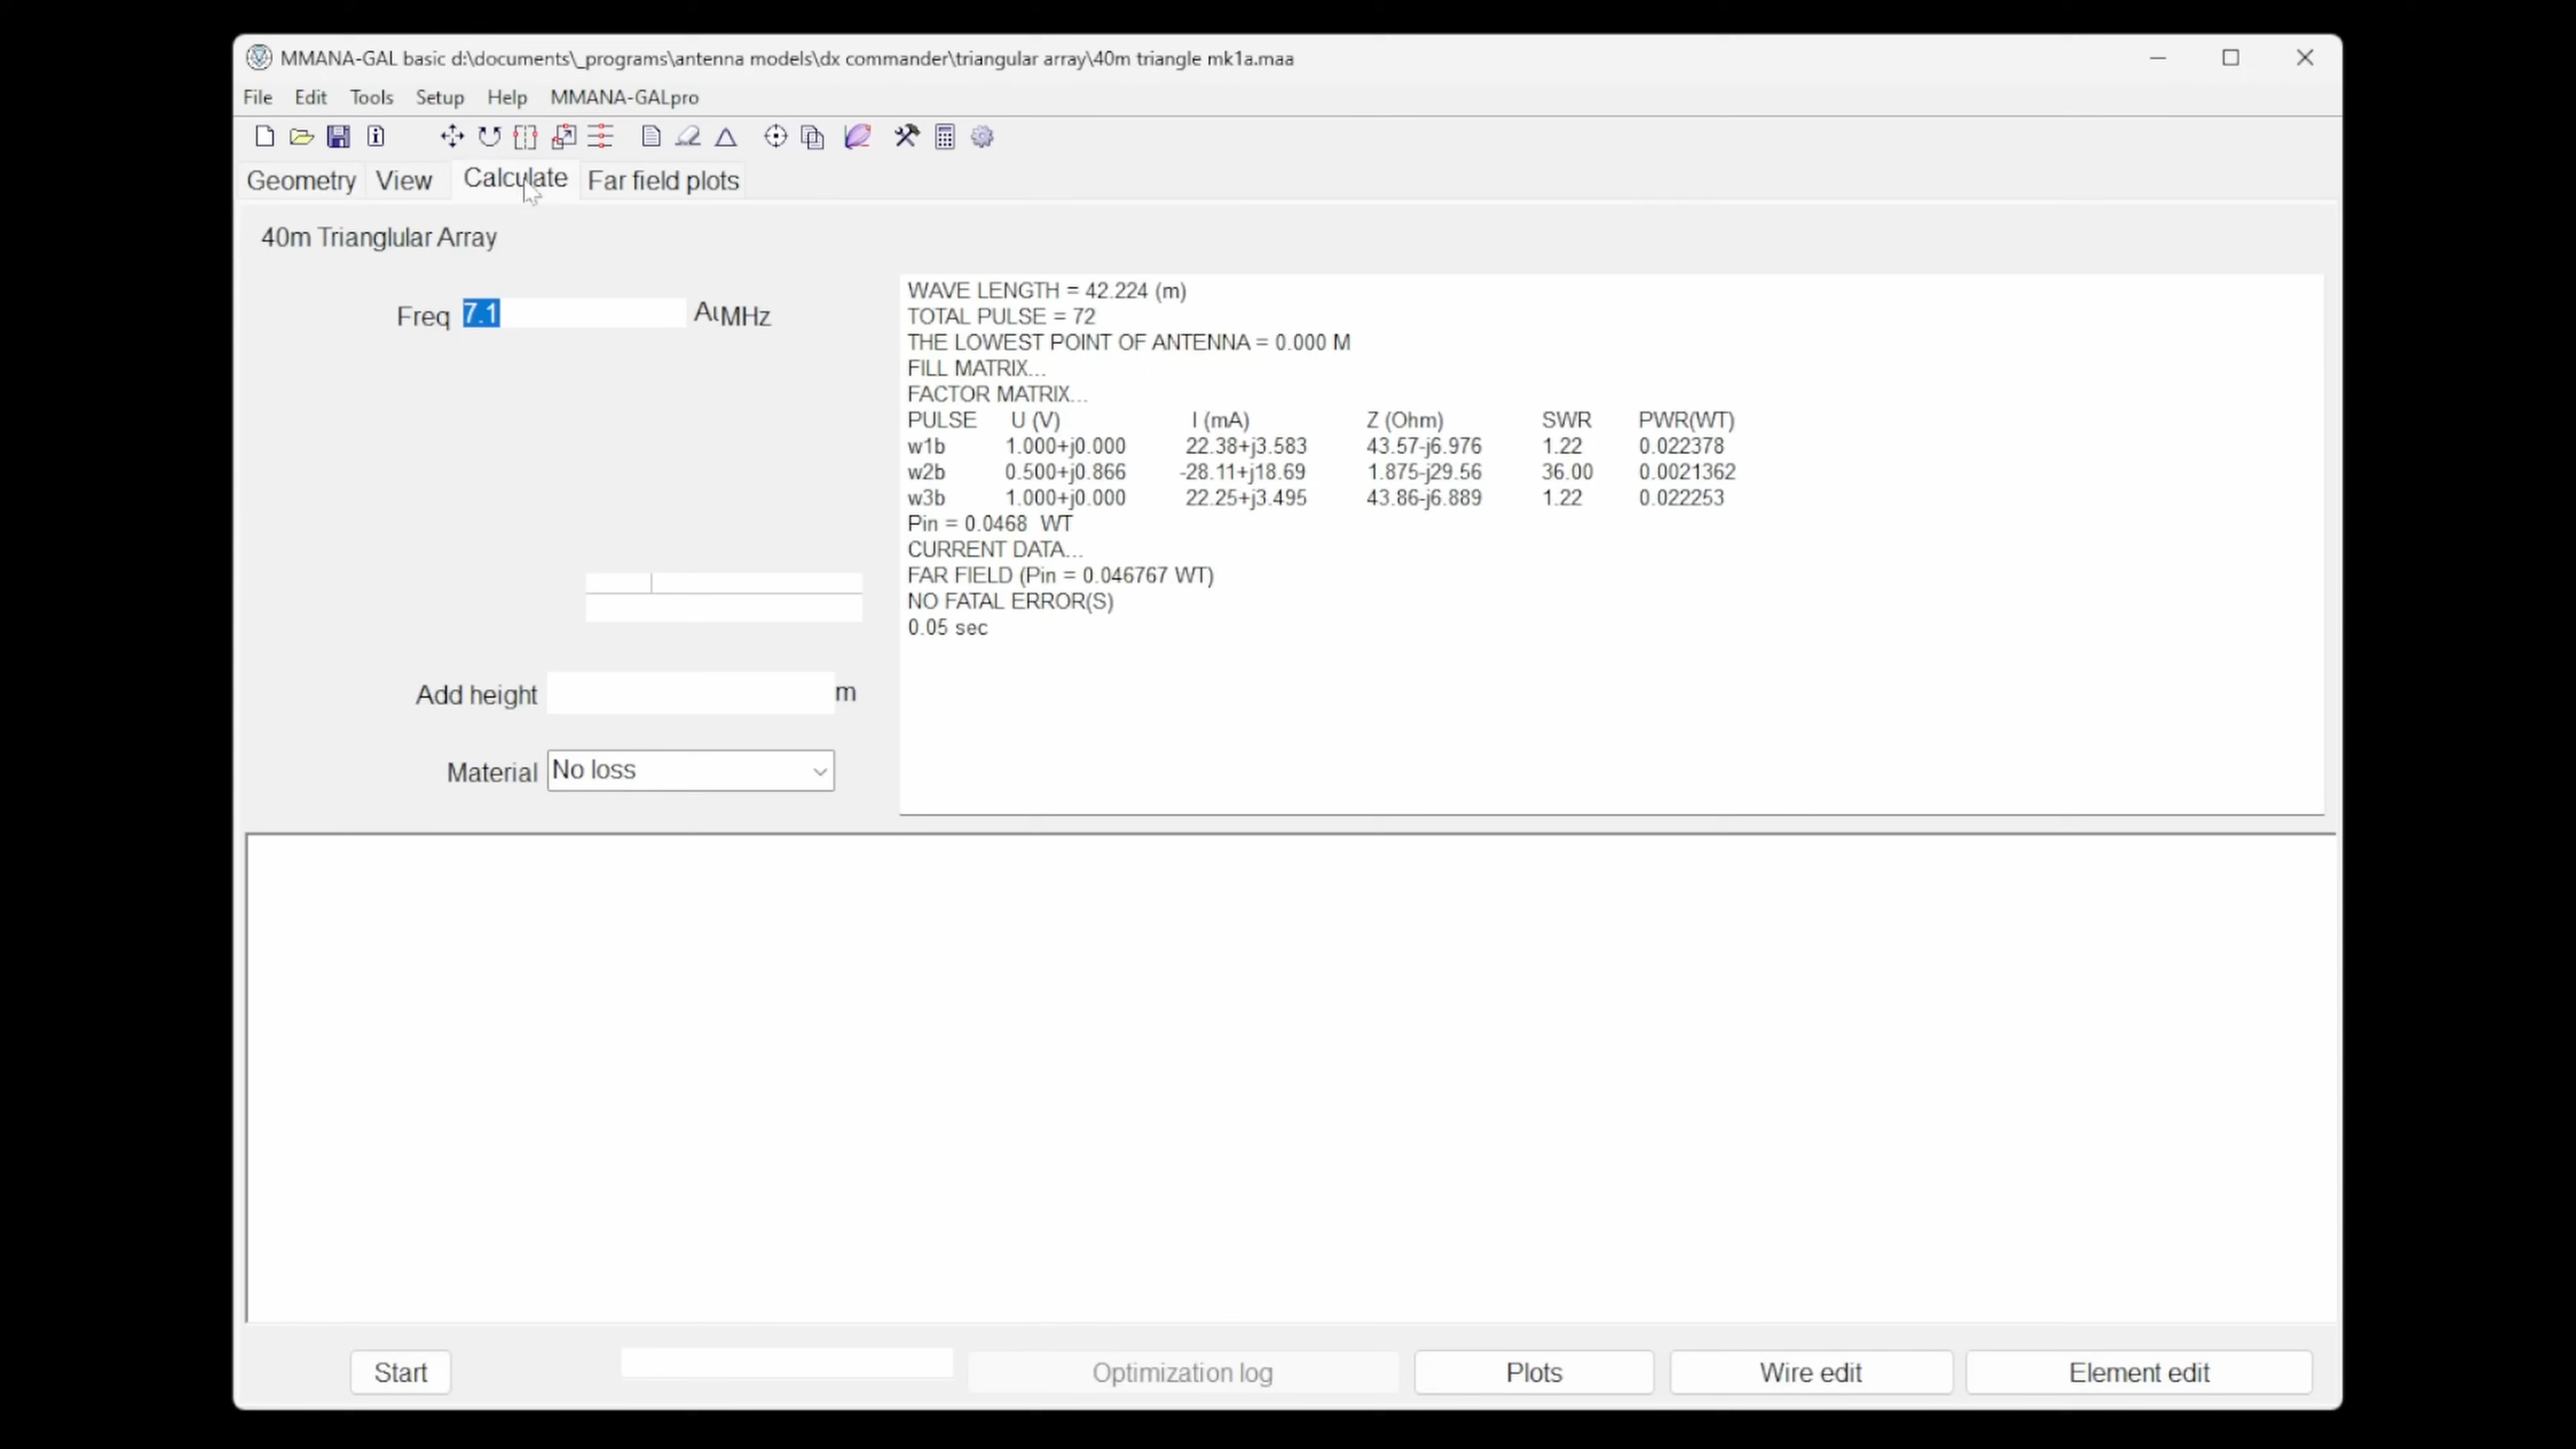 MMANA-GAL basic d:\documents\_programs\antenna models\dx commander\triangular array\40m triangle mk1a.maa
File Edit Tools Setup Help MMANA-GALpro
Geometry View Calculate Far field plots
40m Trianglular Array
Freq 7.1 MHz
WAVE LENGTH = 42.224 (m)
TOTAL PULSE = 72
THE LOWEST POINT OF ANTENNA = 0.000 M
FILL MATRIX...
FACTOR MATRIX...
PULSE U (V) I (mA) Z (Ohm) SWR PWR(WT)
w1b 1.000+j0.000 22.38+j3.583 43.57-j6.976 1.22 0.022378
w2b 0.500+j0.866 -28.11+j18.69 1.875-j29.56 36.00 0.0021362
w3b 1.000+j0.000 22.25+j3.495 43.86-j6.889 1.22 0.022253
Pin = 0.0468 WT
CURRENT DATA...
FAR FIELD (Pin = 0.046767 WT)
NO FATAL ERROR(S)
0.05 sec
Add height m
Material No loss
Start Optimization log Plots Wire edit Element edit